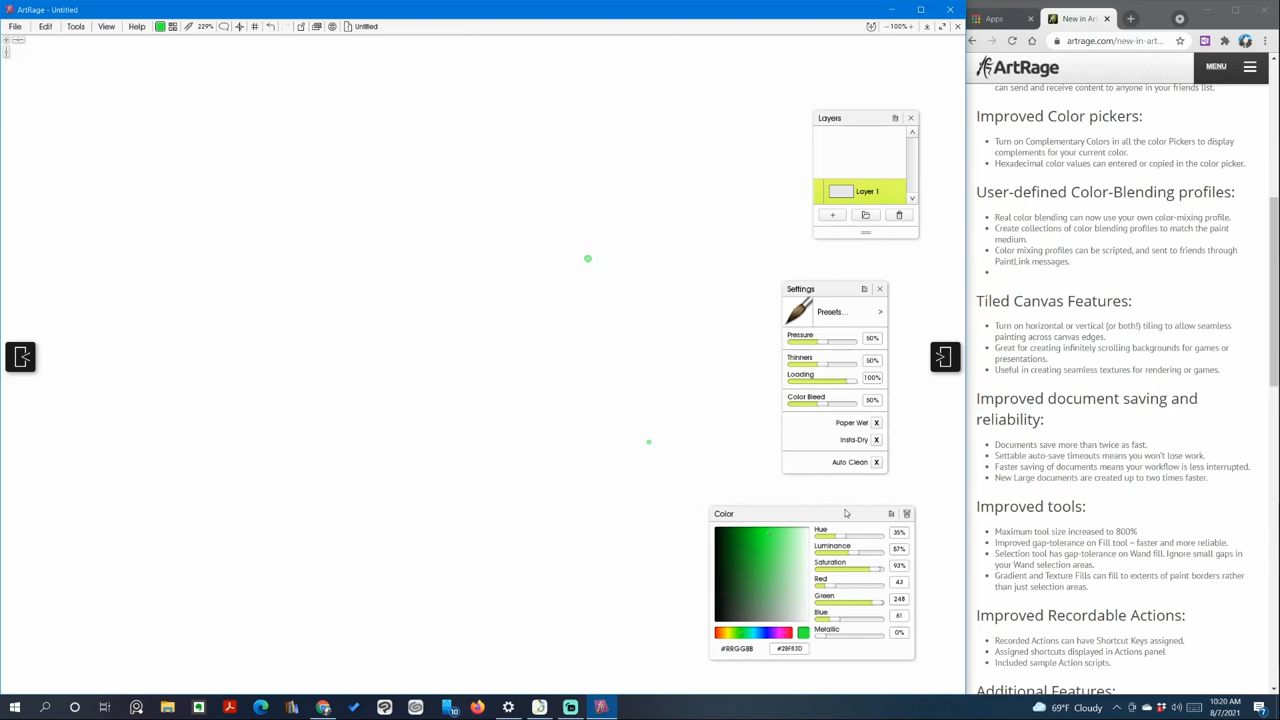 ArtRage - Untitled
File Edit Tools View Help 229% Untitled 100%
Layers
Layer 1
Settings
Presets... >
Pressure 50%
Thinners 50%
Loading 100%
Color Bleed 50%
Paper Wet X
Insta-Dry X
Auto Clean X
Color
Hue 35%
Luminance 57%
Saturation 93%
Red 43
Green 248
Blue 61
Metallic 0%
#RRGGBB #2BF83D
Apps New in Art
artrage.com/new-in-art...
ArtRage MENU
can send and receive content to anyone in your friends list.
Improved Color pickers:
Turn on Complementary Colors in all the color Pickers to display
complements for your current color.
Hexadecimal color values can entered or copied in the color picker.
User-defined Color-Blending profiles:
Real color blending can now use your own color-mixing profile.
Create collections of color blending profiles to match the paint
medium.
Color mixing profiles can be scripted, and sent to friends through
PaintLink messages.
Tiled Canvas Features:
Turn on horizontal or vertical (or both!) tiling to allow seamless
painting across canvas edges.
Great for creating infinitely scrolling backgrounds for games or
presentations.
Useful in creating seamless textures for rendering or games.
Improved document saving and
reliability:
Documents save more than twice as fast.
Settable auto-save timeouts means you won't lose work.
Faster saving of documents means your workflow is less interrupted.
New Large documents are created up to two times faster.
Improved tools:
Maximum tool size increased to 800%
Improved gap-tolerance on Fill tool – faster and more reliable.
Selection tool has gap-tolerance on Wand fill. Ignore small gaps in
your Wand selection areas.
Gradient and Texture Fills can fill to extents of paint borders rather
than just selection areas.
Improved Recordable Actions:
Recorded Actions can have Shortcut Keys assigned.
Assigned shortcuts displayed in Actions panel
Included sample Action scripts.
Additional Features:
69°F Cloudy
10:20 AM
8/7/2021